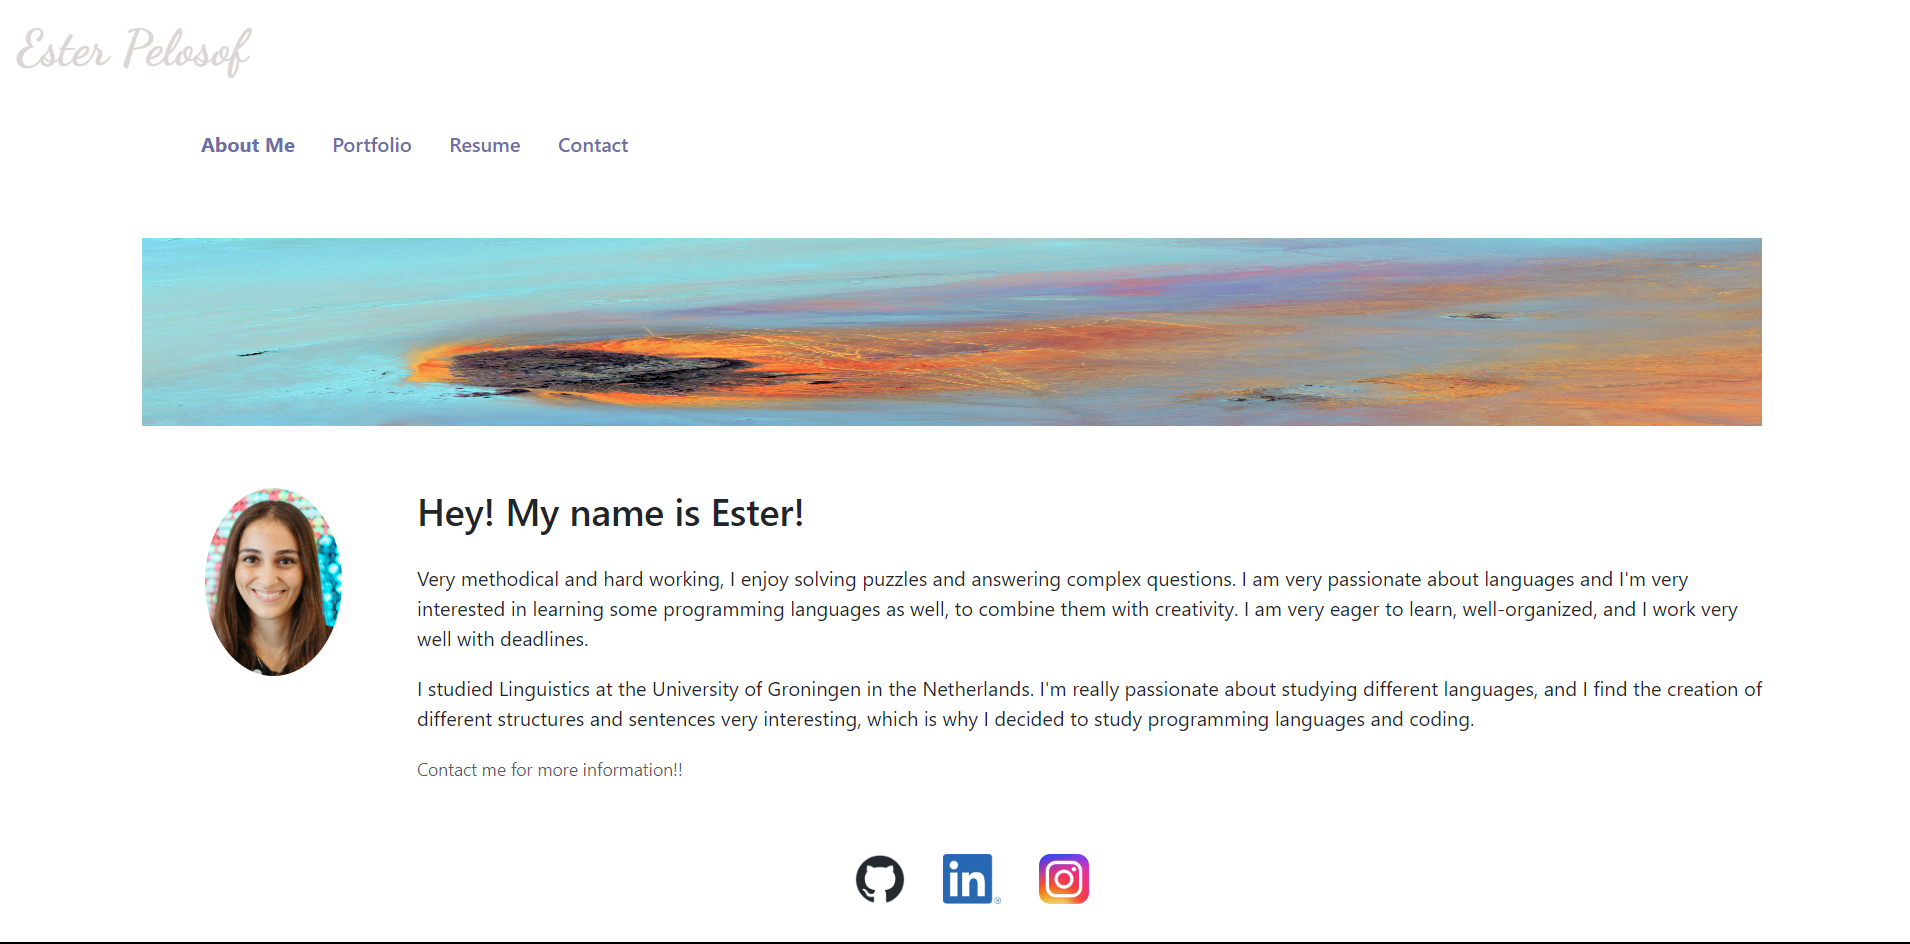 Ester Pelosof
About Me Portfolio Resume Contact
Hey! My name is Ester!
Very methodical and hard working, I enjoy solving puzzles and answering complex questions. I am very passionate about languages and I'm very
interested in learning some programming languages as well, to combine them with creativity. I am very eager to learn, well-organized, and I work very
well with deadlines.
I studied Linguistics at the University of Groningen in the Netherlands. I'm really passionate about studying different languages, and I find the creation of
different structures and sentences very interesting, which is why I decided to study programming languages and coding.
Contact me for more information!!
in ®